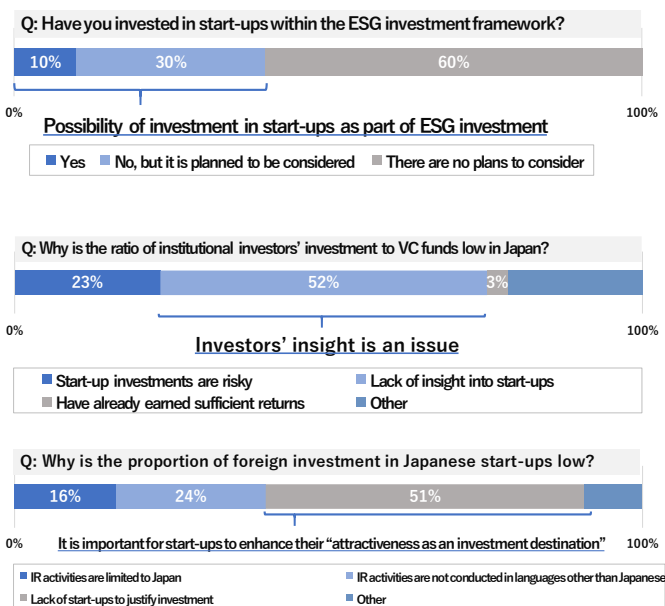 Q: Have you invested in start-ups within the ESG investment framework?
10% 30% 60%
0% 100%
Possibility of investment in start-ups as part of ESG investment
Yes No, but it is planned to be considered There are no plans to consider
Q: Why is the ratio of institutional investors’ investment to VC funds low in Japan?
23% 52% 3%
0% 100%
Investors’ insight is an issue
Start-up investments are risky Lack of insight into start-ups
Have already earned sufficient returns Other
Q: Why is the proportion of foreign investment in Japanese start-ups low?
16% 24% 51%
0% It is important for start-ups to enhance their “attractiveness as an investment destination” 100%
IR activities are limited to Japan IR activities are not conducted in languages other than Japanese
Lack of start-ups to justify investment Other